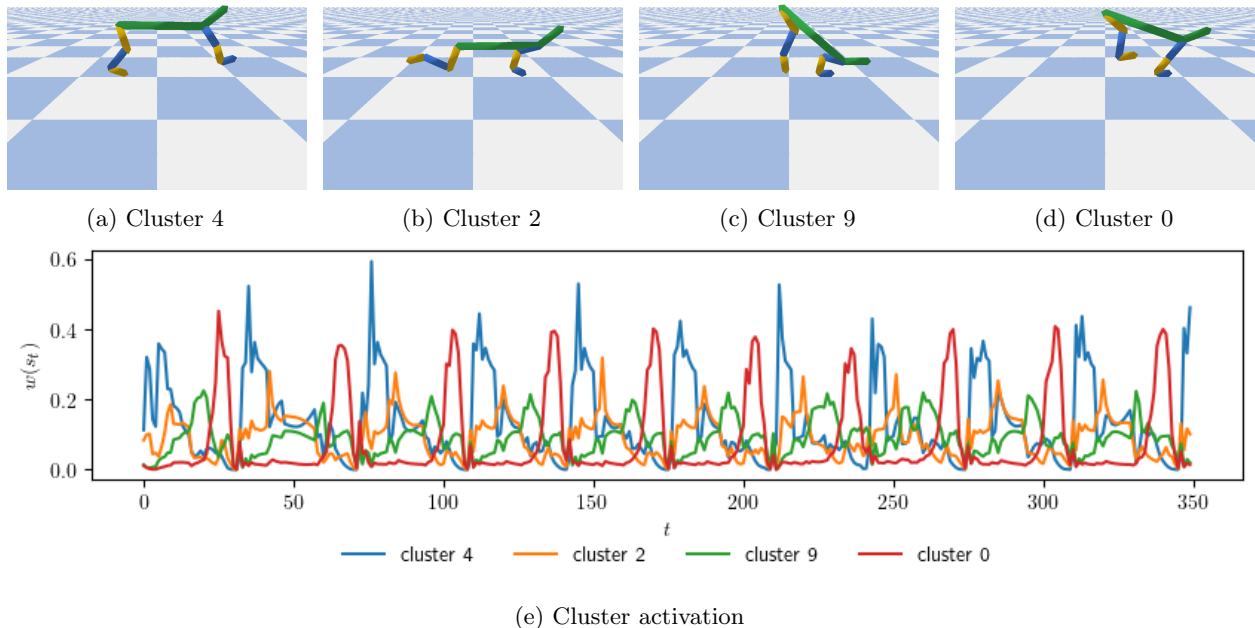 (a) Cluster 4
(b) Cluster 2
(c) Cluster 9
(d) Cluster 0
0.6
0.4
0.2
0.0
w(s_t)
0 50 100 150 200 250 300 350
t
cluster 4 cluster 2 cluster 9 cluster 0
(e) Cluster activation